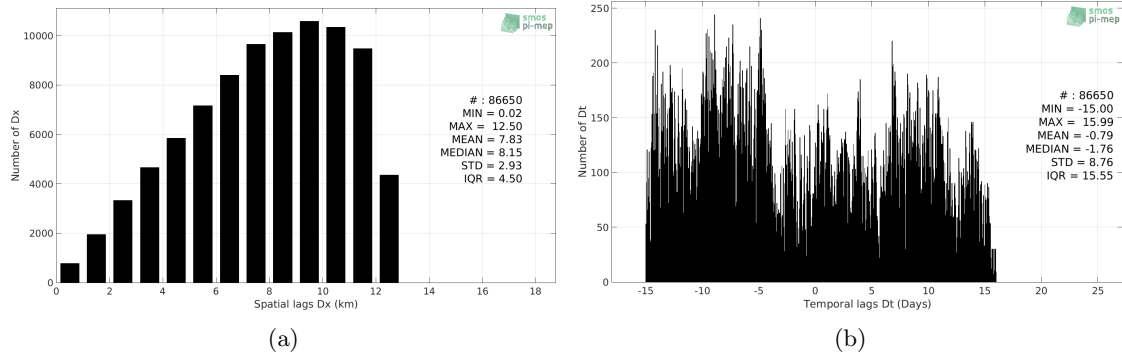 smos
pi-mep
10000
8000
6000
4000
2000
0
Number of Dx
# : 86650
MIN = 0.02
MAX = 12.50
MEAN = 7.83
MEDIAN = 8.15
STD = 2.93
IQR = 4.50
0 2 4 6 8 10 12 14 16 18
Spatial lags Dx (km)
(a)
smos
pi-mep
250
200
150
100
50
0
Number of Dt
# : 86650
MIN = -15.00
MAX = 15.99
MEAN = -0.79
MEDIAN = -1.76
STD = 8.76
IQR = 15.55
-15 -10 -5 0 5 10 15 20 25
Temporal lags Dt (Days)
(b)